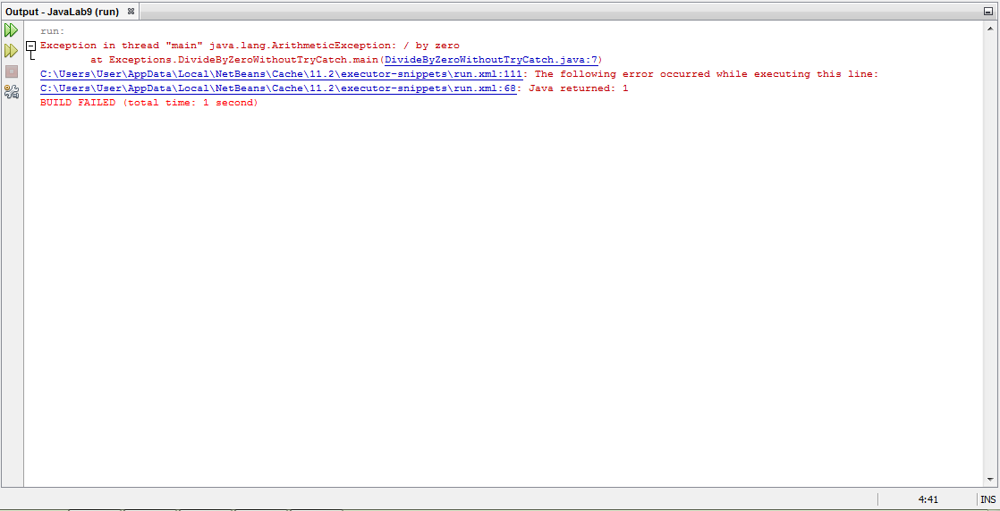 Output - JavaLab9 (run)
run:
Exception in thread "main" java.lang.ArithmeticException: / by zero
at Exceptions.DivideByZeroWithoutTryCatch.main(DivideByZeroWithoutTryCatch.java:7)
C:\Users\User\AppData\Local\NetBeans\Cache\11.2\executor-snippets\run.xml:111: The following error occurred while executing this line:
C:\Users\User\AppData\Local\NetBeans\Cache\11.2\executor-snippets\run.xml:68: Java returned: 1
BUILD FAILED (total time: 1 second)
4:41 INS